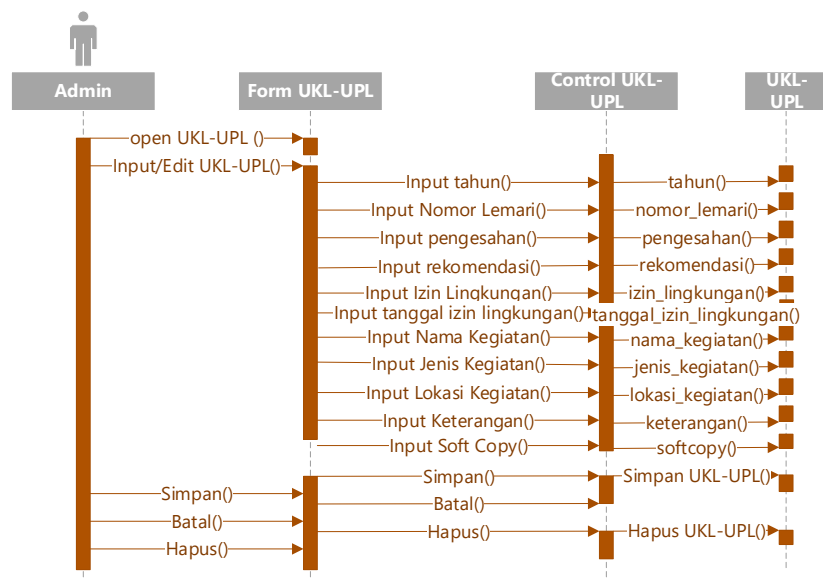 Admin
Form UKL-UPL
Control UKL-
UPL
UKL-
UPL
open UKL-UPL ()
Input/Edit UKL-UPL()
Input tahun()
tahun()
Input Nomor Lemari()
nomor_lemari()
Input pengesahan()
pengesahan()
Input rekomendasi()
rekomendasi()
Input Izin Lingkungan()
izin_lingkungan()
Input tanggal izin lingkungan()
tanggal_izin_lingkungan()
Input Nama Kegiatan()
nama_kegiatan()
Input Jenis Kegiatan()
jenis_kegiatan()
Input Lokasi Kegiatan()
lokasi_kegiatan()
Input Keterangan()
keterangan()
Input Soft Copy()
softcopy()
Simpan()
Simpan UKL-UPL()
Simpan()
Batal()
Batal()
Hapus()
Hapus UKL-UPL()
Hapus()